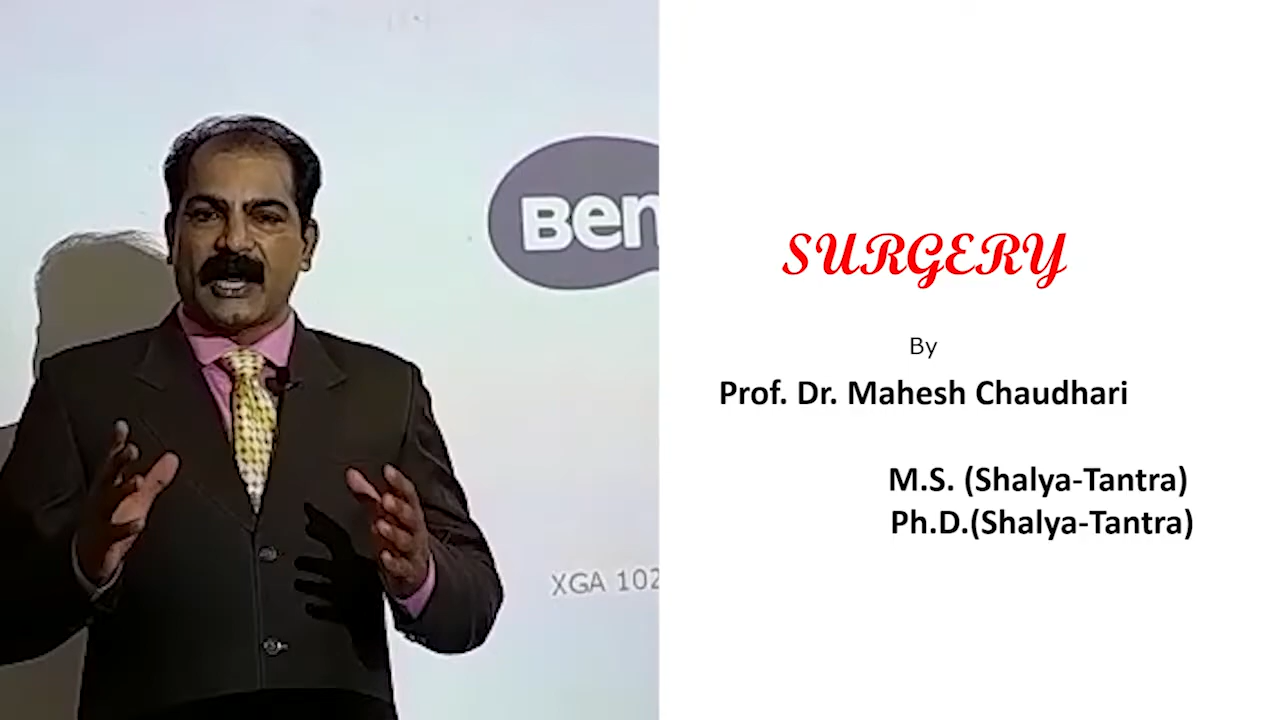 Ben
XGA 102
SURGERY
By
Prof. Dr. Mahesh Chaudhari
M.S. (Shalya-Tantra)
Ph.D.(Shalya-Tantra)